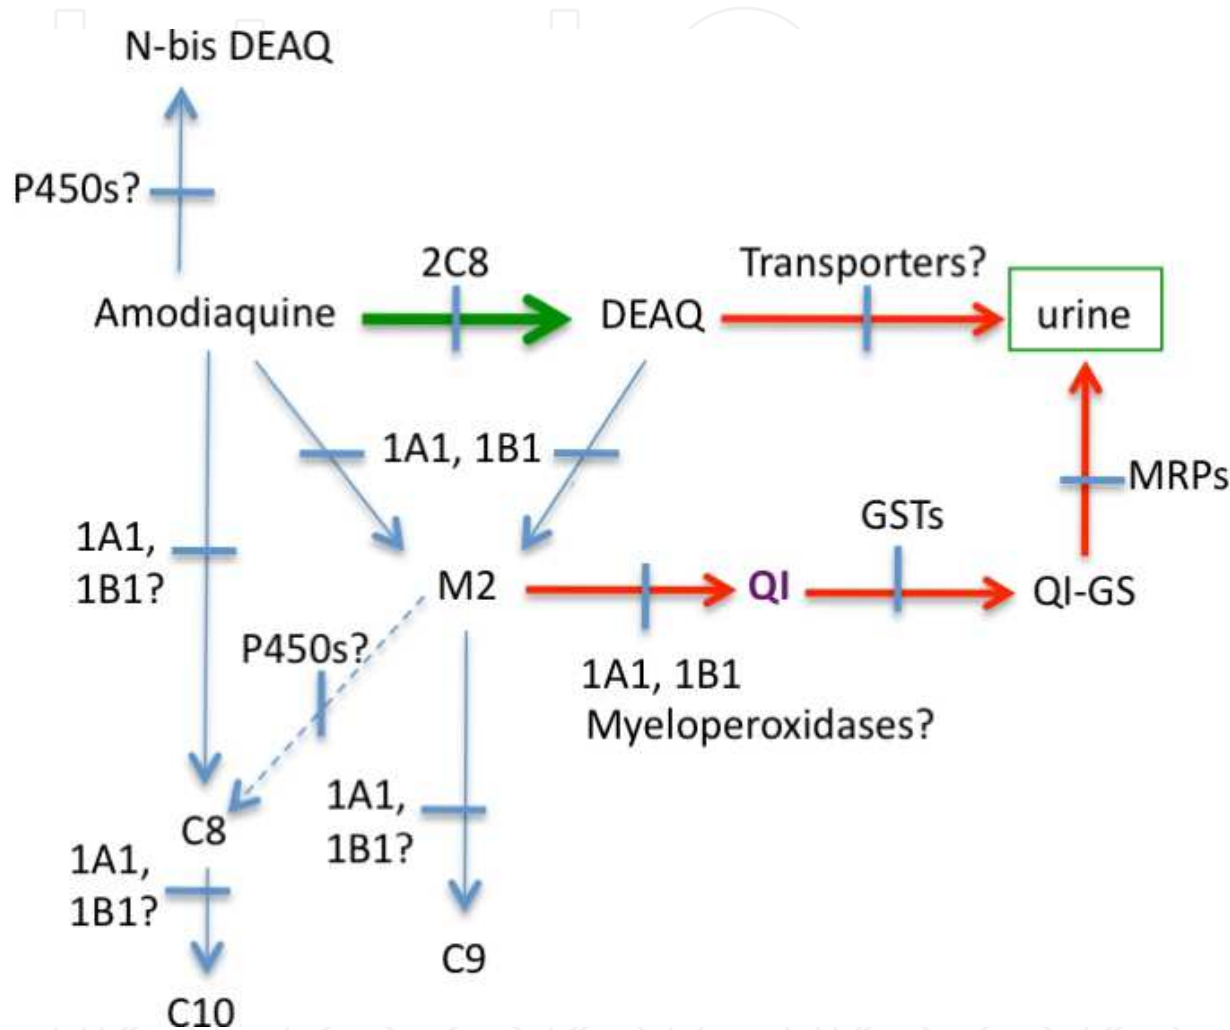 N-bis DEAQ
P450s?
2C8
Transporters?
Amodiaquine
DEAQ
urine
1A1, 1B1
MRPs
GSTs
1A1,
1B1?
M2
QI
QI-GS
P450s?
1A1, 1B1
Myeloperoxidases?
1A1,
1B1?
C8
1A1,
1B1?
C9
C10